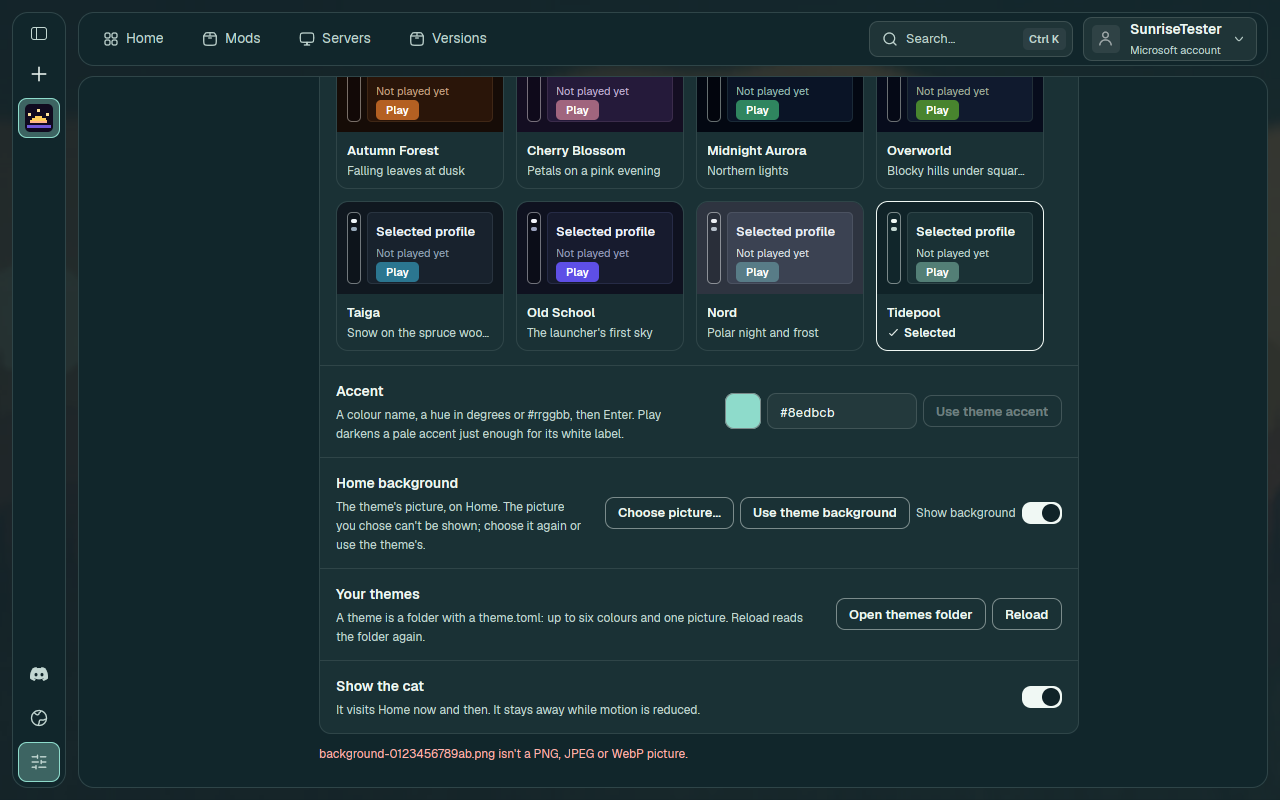 Home
Mods
Servers
Versions
Search...
Ctrl K
SunriseTester
Microsoft account
Not played yet
Play
Autumn Forest
Falling leaves at dusk
Not played yet
Play
Cherry Blossom
Petals on a pink evening
Not played yet
Play
Midnight Aurora
Northern lights
Not played yet
Play
Overworld
Blocky hills under squar...
Selected profile
Not played yet
Play
Taiga
Snow on the spruce woo...
Selected profile
Not played yet
Play
Old School
The launcher's first sky
Selected profile
Not played yet
Play
Nord
Polar night and frost
Selected profile
Not played yet
Play
Tidepool
Selected
Accent
A colour name, a hue in degrees or #rrggbb, then Enter. Play
darkens a pale accent just enough for its white label.
#8edbcb
Use theme accent
Home background
The theme's picture, on Home. The picture
you chose can't be shown; choose it again or
use the theme's.
Choose picture...
Use theme background
Show background
Your themes
A theme is a folder with a theme.toml: up to six colours and one picture. Reload reads
the folder again.
Open themes folder
Reload
Show the cat
It visits Home now and then. It stays away while motion is reduced.
background-0123456789ab.png isn't a PNG, JPEG or WebP picture.